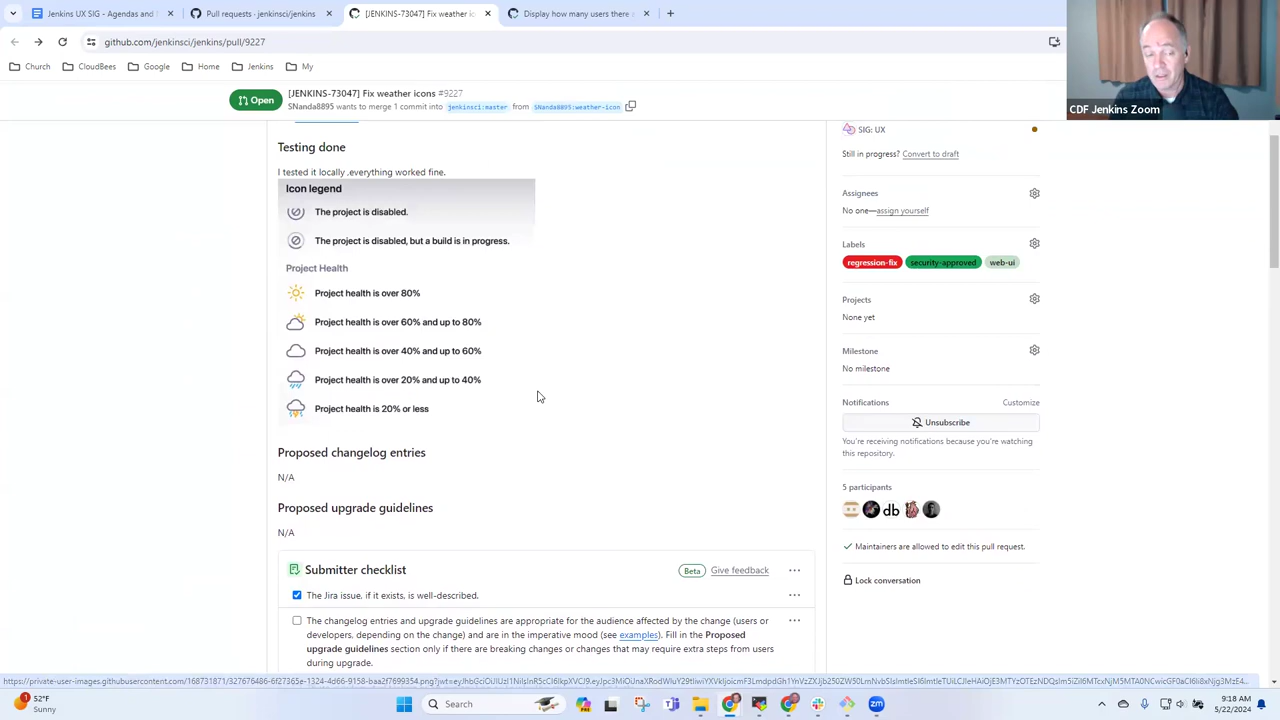 Jenkins UX SIG - Agendas and
Pull requests - jenkinsci/jenkins
[JENKINS-73047] Fix weather ic
Display how many users there
github.com/jenkinsci/jenkins/pull/9227
Church
CloudBees
Google
Home
Jenkins
My
CDF Jenkins Zoom
Open
[JENKINS-73047] Fix weather icons #9227
SNanda8895 wants to merge 1 commit into jenkinsci:master from SNanda8895:weather-icon
Testing done
I tested it locally ,everything worked fine.
Icon legend
The project is disabled.
The project is disabled, but a build is in progress.
Project Health
Project health is over 80%
Project health is over 60% and up to 80%
Project health is over 40% and up to 60%
Project health is over 20% and up to 40%
Project health is 20% or less
Proposed changelog entries
N/A
Proposed upgrade guidelines
N/A
Submitter checklist
Beta
Give feedback
The Jira issue, if it exists, is well-described.
The changelog entries and upgrade guidelines are appropriate for the audience affected by the change (users or
developers, depending on the change) and are in the imperative mood (see examples). Fill in the Proposed
upgrade guidelines section only if there are breaking changes or changes that may require extra steps from users
during upgrade.
SIG: UX
Still in progress? Convert to draft
Assignees
No one—assign yourself
Labels
regression-fix
security-approved
web-ui
Projects
None yet
Milestone
No milestone
Notifications
Customize
Unsubscribe
You're receiving notifications because you're watching
this repository.
5 participants
db
Maintainers are allowed to edit this pull request.
Lock conversation
52°F
Sunny
Search
9:18 AM
5/22/2024